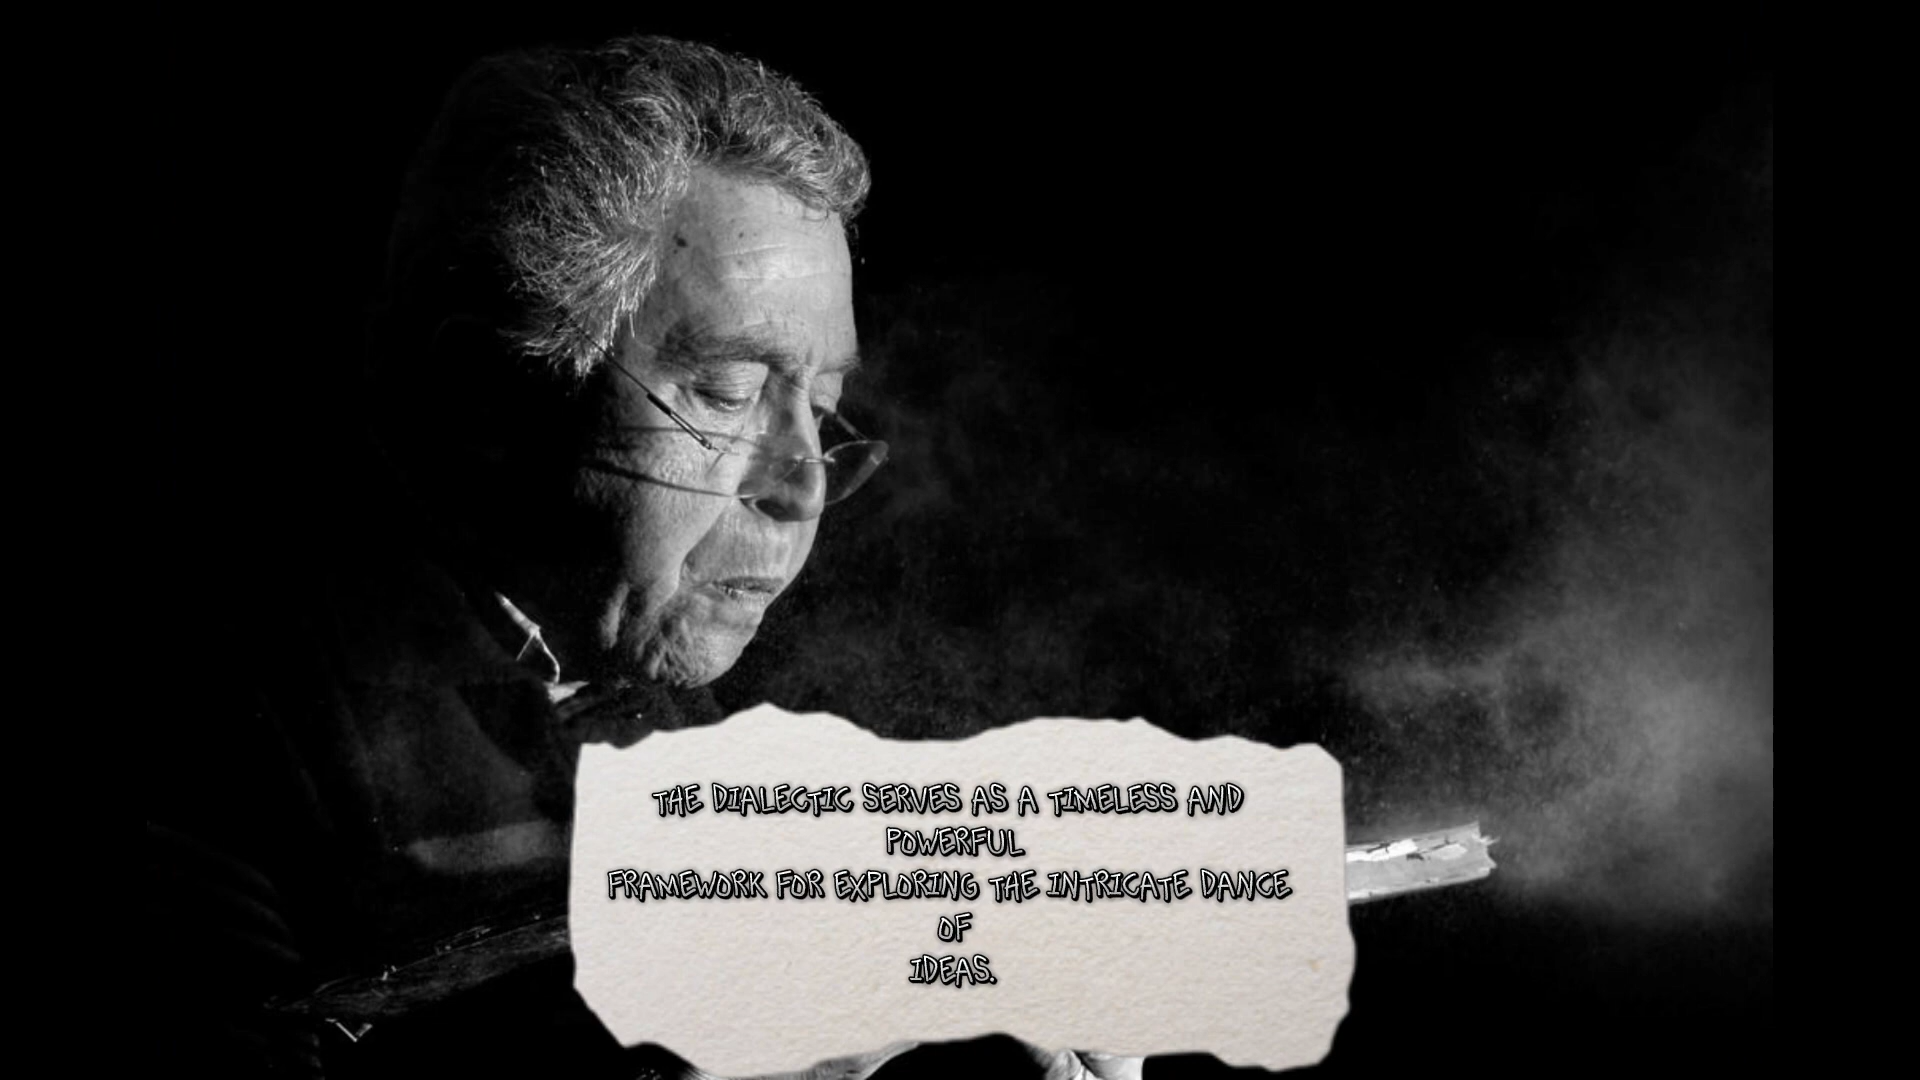 THE DIALECTIC SERVES AS A TIMELESS AND
POWERFUL
FRAMEWORK FOR EXPLORING THE INTRICATE DANCE
OF
IDEAS.